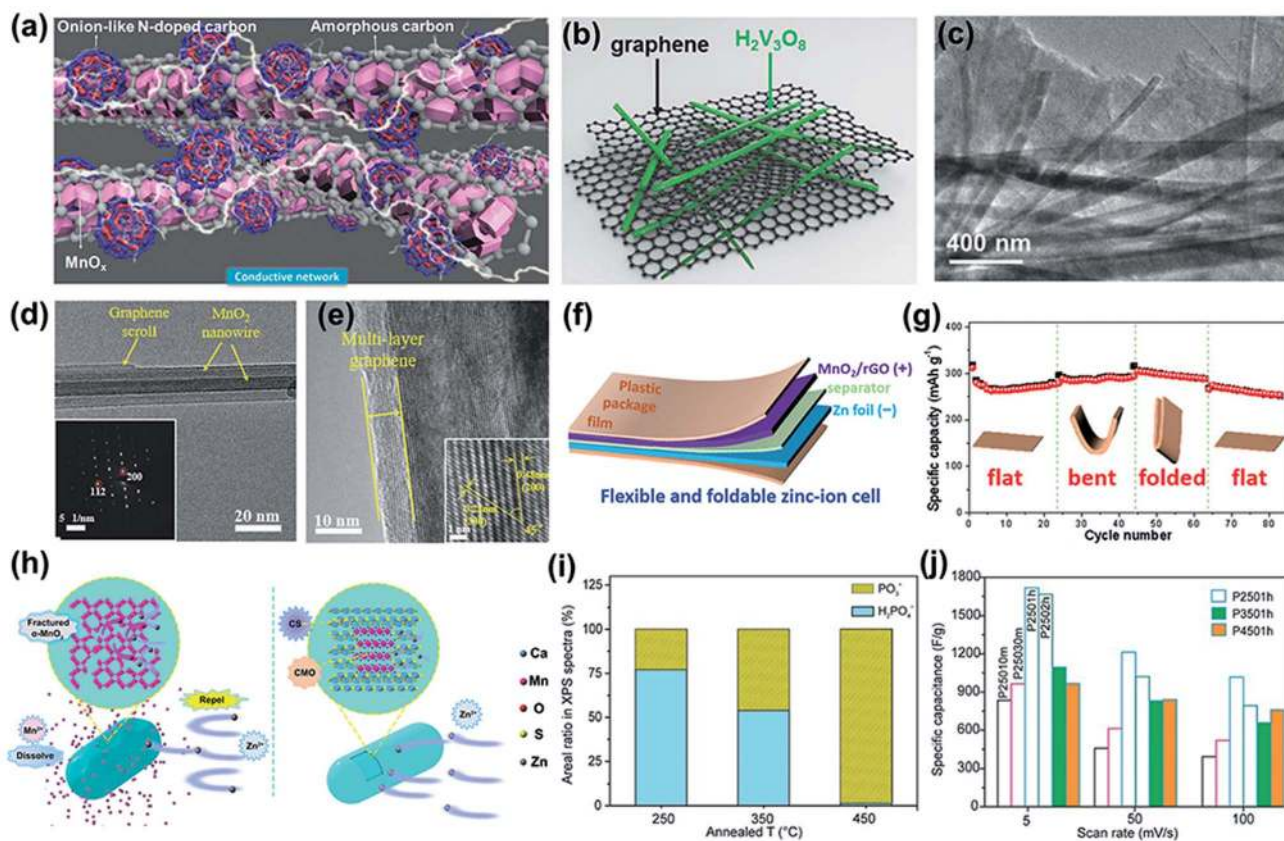 (a)
Onion-like N-doped carbon
Amorphous carbon
MnOx
Conductive network
(b)
graphene
H2V3O8
(c)
400 nm
(d)
Graphene
scroll
MnO2
nanowire
200
112
5 1/nm
20 nm
(e)
Multi-layer
graphene
10 nm
1 nm
45°
(f)
Plastic
package
film
MnO2/rGO (+)
separator
Zn foil (−)
Flexible and foldable zinc-ion cell
(g)
Specific capacity (mAh g-1)
400
300
200
100
0
flat
bent
folded
flat
0 10 20 30 40 50 60 70 80
Cycle number
(h)
Fractured
α-MnO2
Mn2+
Dissolve
Repel
Zn2+
CS
CMO
Zn2+
Ca
Mn
O
S
Zn
(i)
Areal ratio in XPS spectra (%)
125
100
75
50
25
0
PO3-
H2PO4-
250 350 450
Annealed T (°C)
(j)
Specific capacitance (F/g)
1800
1500
1200
900
600
300
0
P25010m
P25030m
P2501h
P2502h
P2501h
P3501h
P4501h
5 50 100
Scan rate (mV/s)